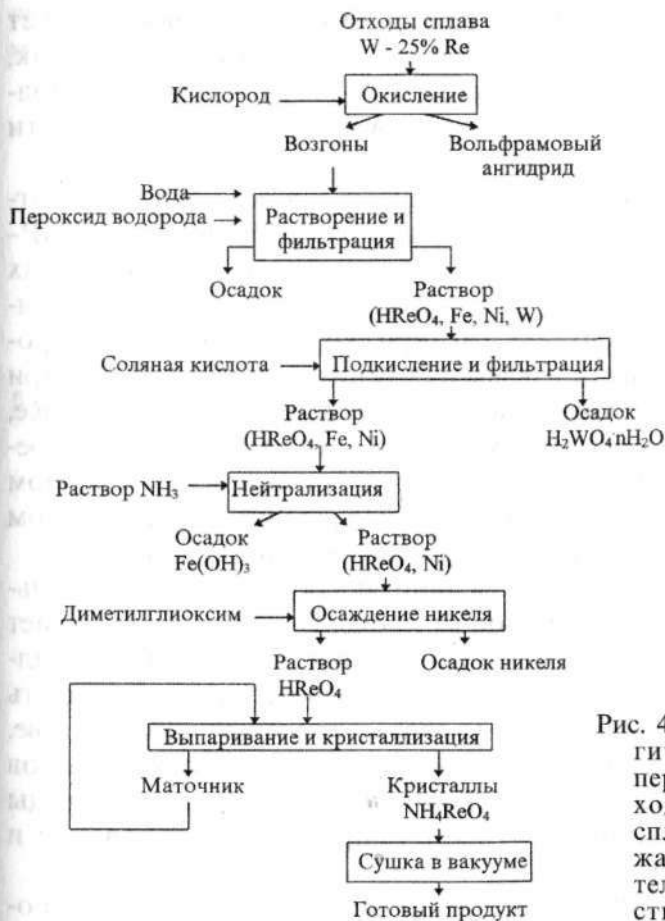 Отходы сплава
W - 25% Re
Кислород
Окисление
Возгоны
Вольфрамовый
ангидрид
Вода
Пероксид водорода
Растворение и
фильтрация
Осадок
Раствор
(HReO₄, Fe, Ni, W)
Соляная кислота
Подкисление и фильтрация
Раствор
(HReO₄, Fe, Ni)
Осадок
H₂WO₄·nH₂O
Раствор NH₃
Нейтрализация
Осадок
Fe(OH)₃
Раствор
(HReO₄, Ni)
Диметилглиоксим
Осаждение никеля
Раствор
HReO₄
Осадок никеля
Выпаривание и кристаллизация
Маточник
Кристаллы
NH₄ReO₄
Сушка в вакууме
Готовый продукт
Рис. 4